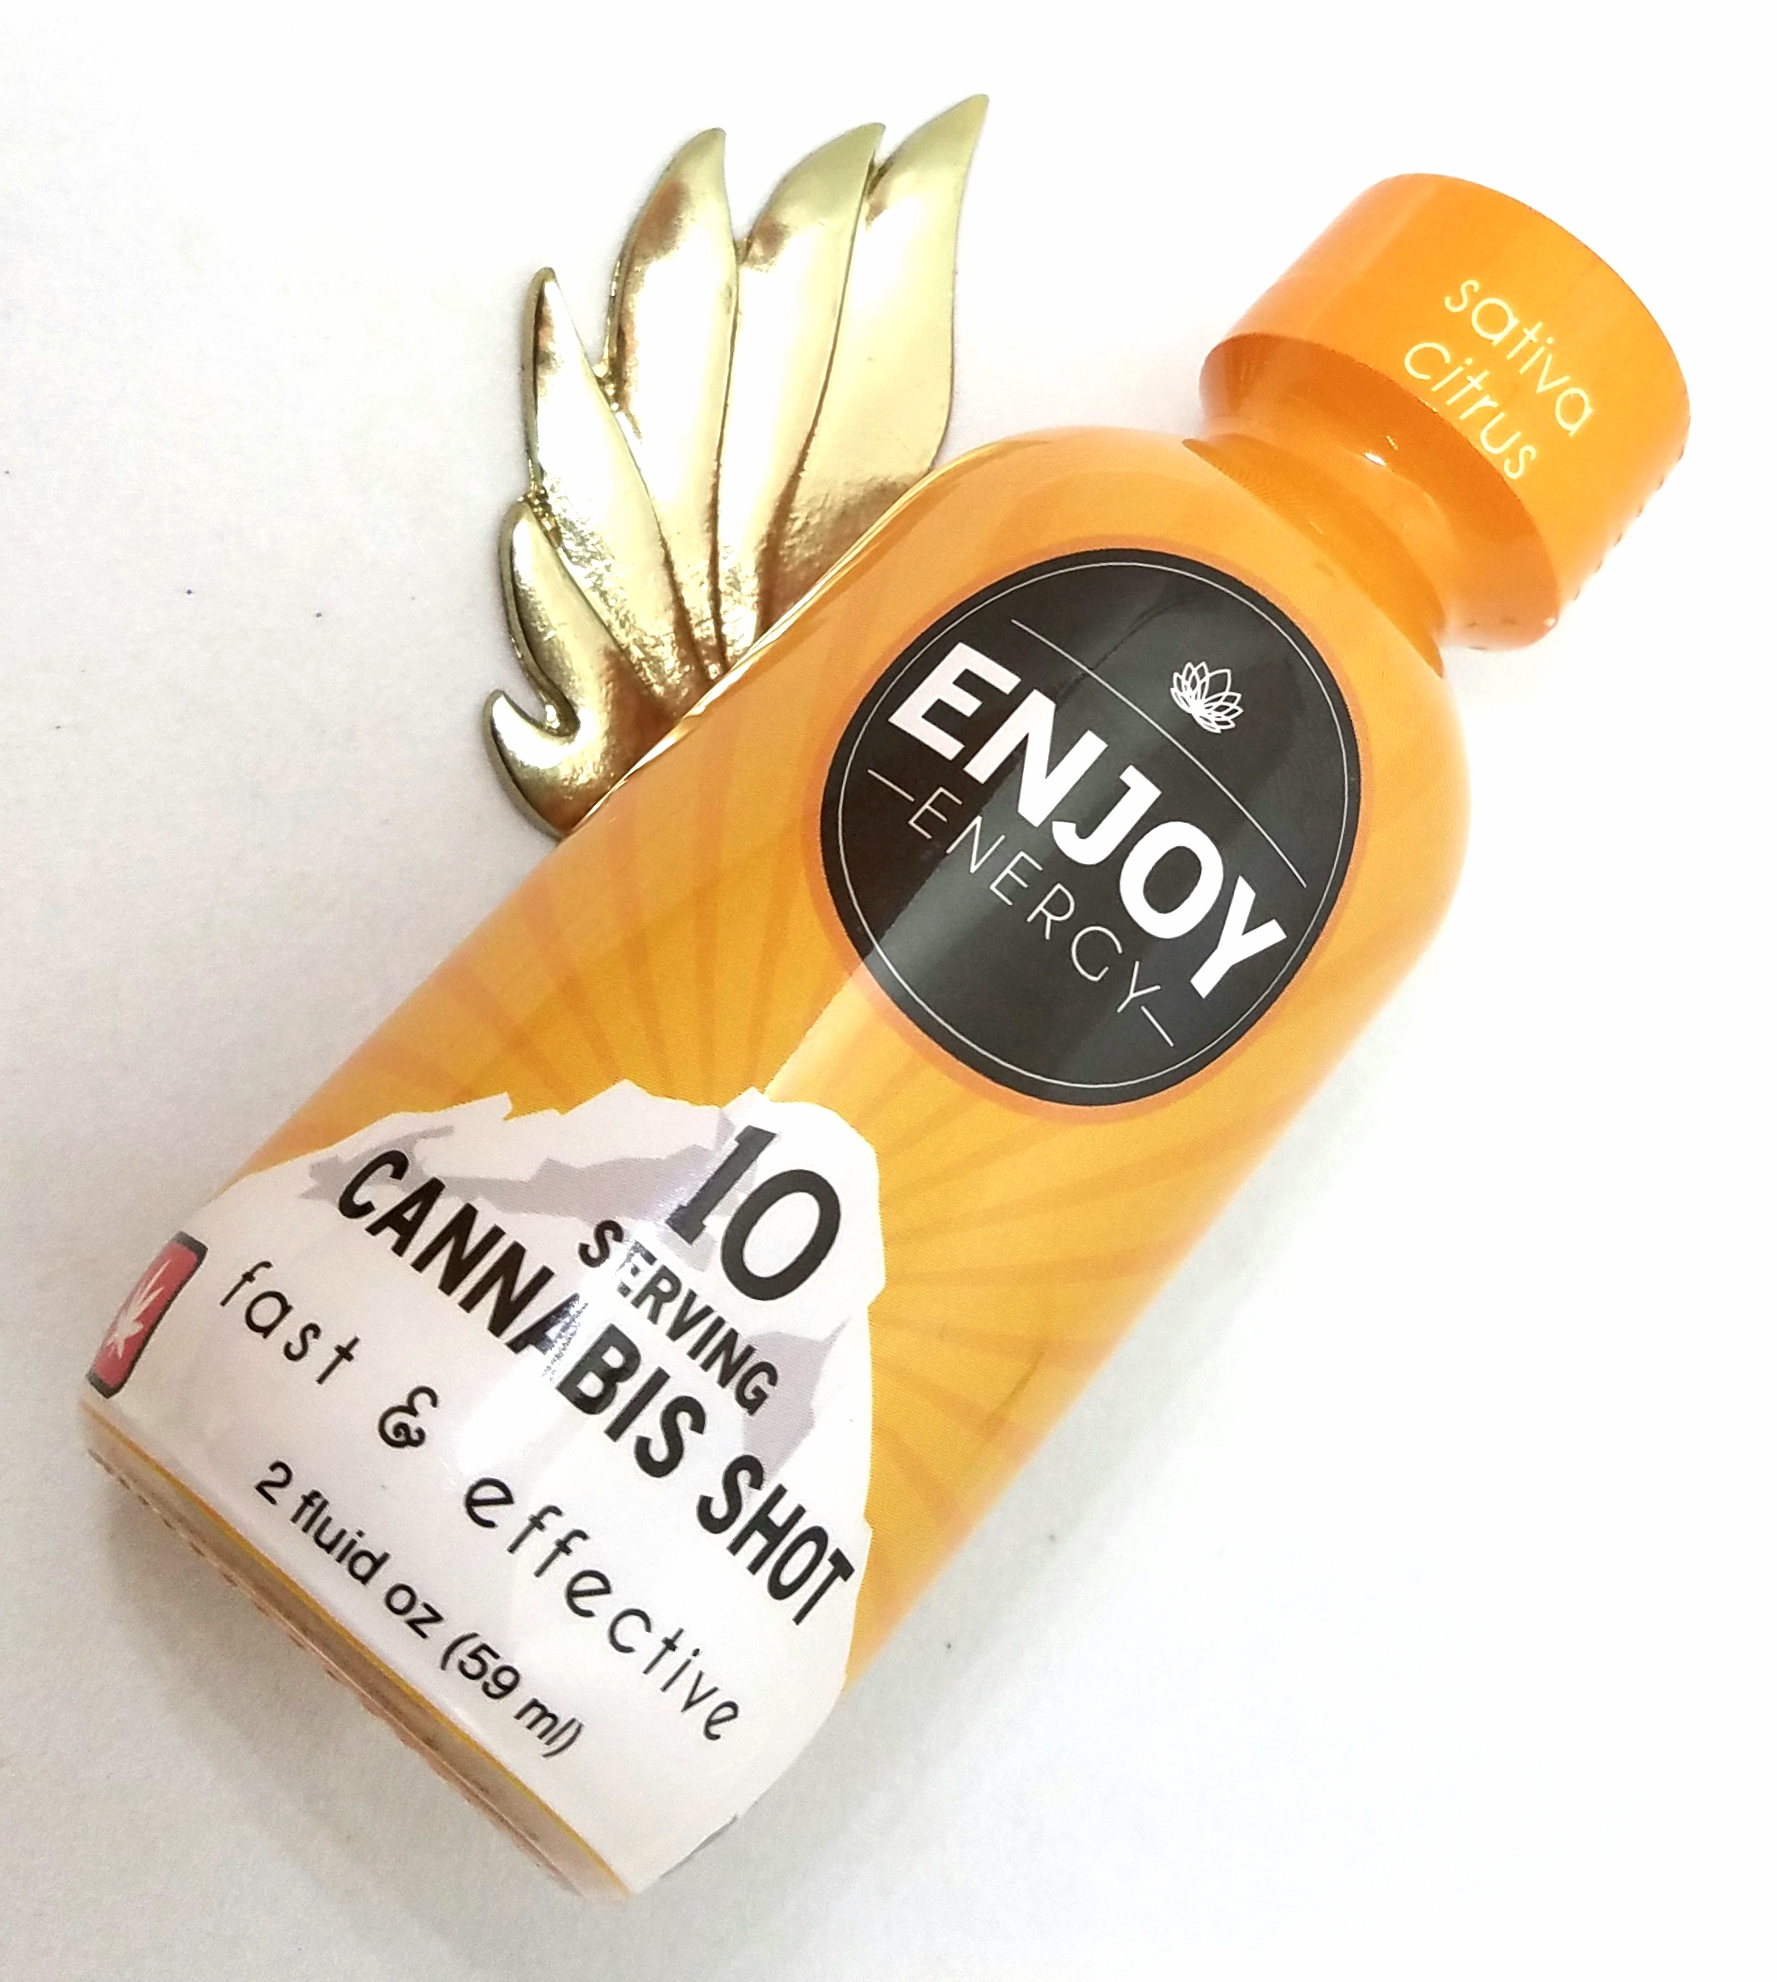 sativa
citrus
ENJOY
ENERGY
10
SERVING
CANNABIS SHOT
fast & effective
2 fluid oz (59 ml)